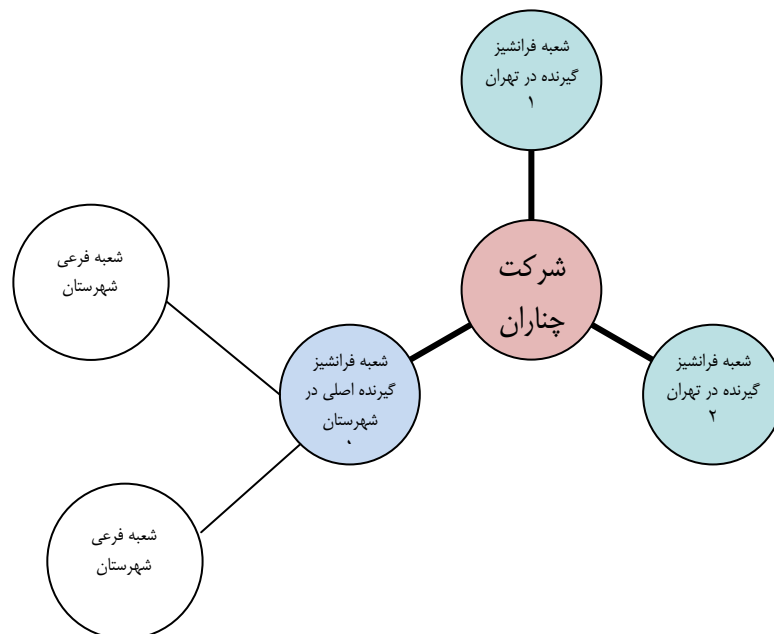 شعبه فرانشیز
گیرنده در تهران
۱
شرکت
چناران
شعبه فرعی
شهرستان
شعبه فرانشیز
گیرنده اصلی در
شهرستان
۱
شعبه فرانشیز
گیرنده در تهران
۲
شعبه فرعی
شهرستان